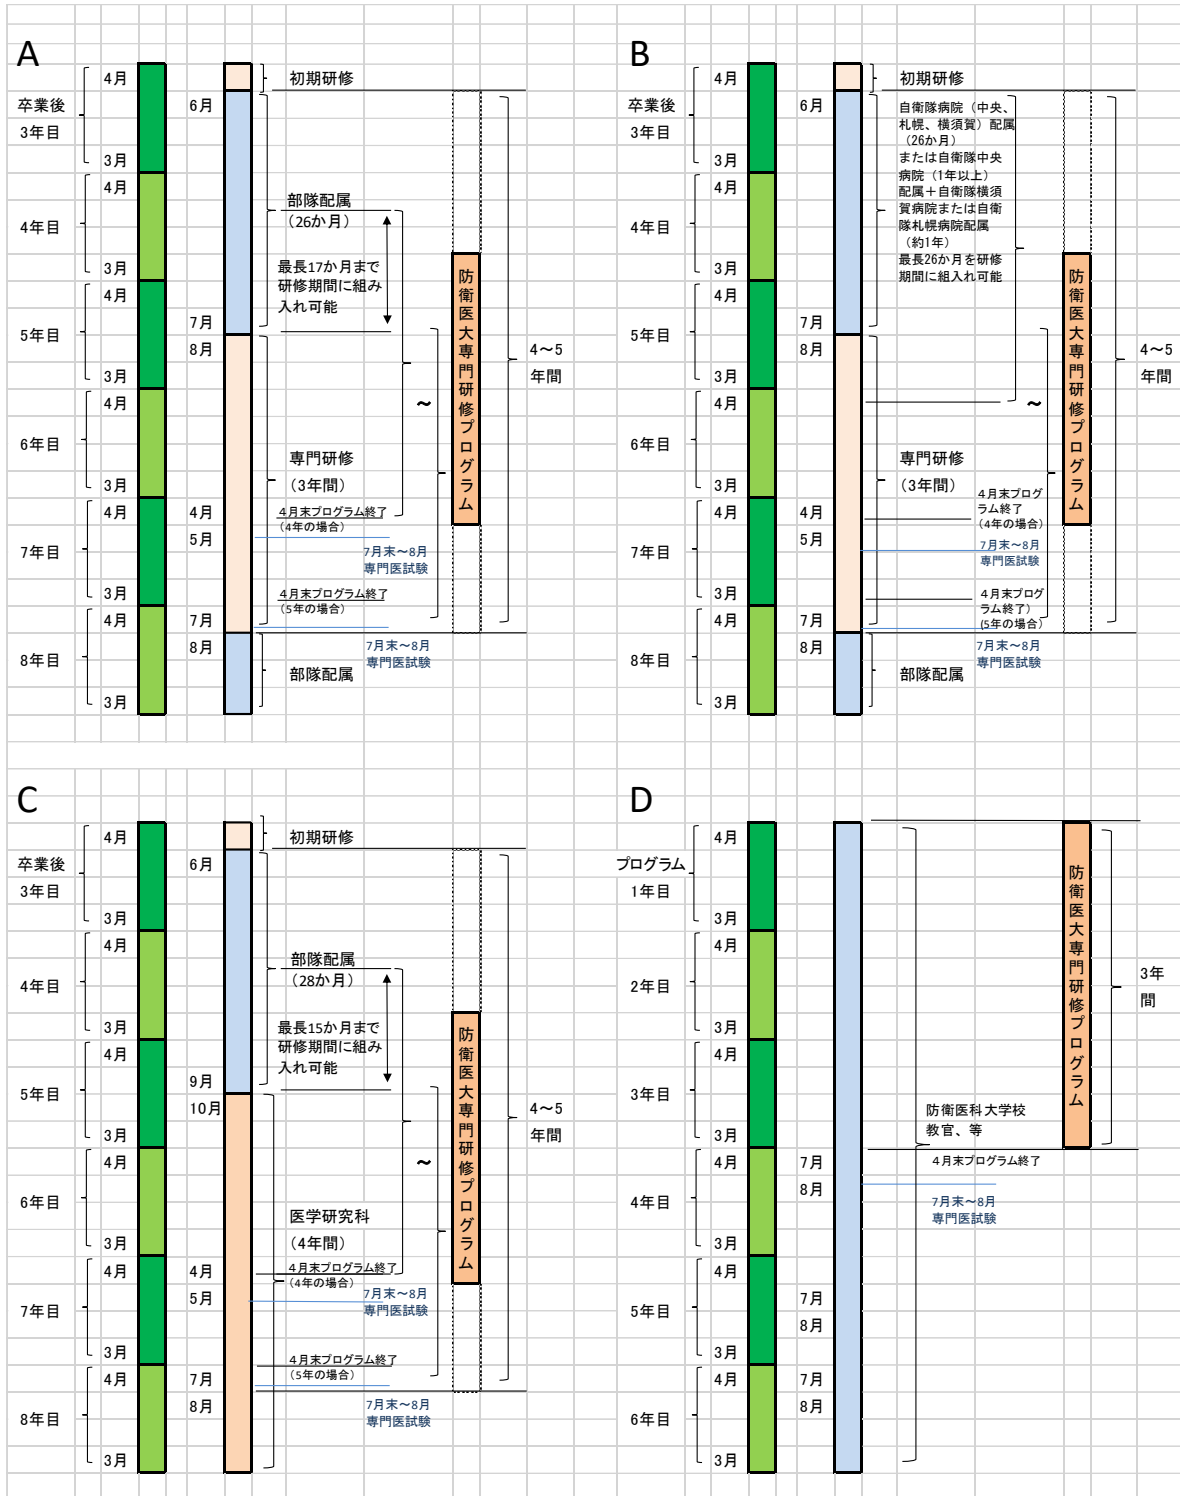 A
4月
初期研修
卒業後
6月
3年目
3月
4月
部隊配属
(26か月)
4年目
最長17か月まで
研修期間に組み
入れ可能
3月
4月
7月
5年目
8月
3月
4月
6年目
専門研修
(3年間)
3月
4月
4月
4月末プログラム終了
(4年の場合)
5月
7月末～8月
専門医試験
7年目
3月
4月末プログラム終了
(5年の場合)
4月
7月
8月
7月末～8月
専門医試験
8年目
部隊配属
3月
防衛医大専門研修プログラム
～
4～5
年間
B
4月
初期研修
卒業後
6月
3年目
3月
自衛隊病院（中央、
札幌、横須賀）配属
（26か月）
または自衛隊中央
病院（1年以上）
配属＋自衛隊横須
賀病院または自衛
隊札幌病院配属
（約1年）
最長26か月を研修
期間に組入れ可能
4月
4年目
3月
4月
7月
5年目
8月
3月
4月
6年目
専門研修
(3年間)
3月
4月
4月
4月末プログ
ラム終了
(4年の場合)
5月
7月末～8月
専門医試験
7年目
3月
4月末プログ
ラム終了)
(5年の場合)
4月
7月
8月
7月末～8月
専門医試験
8年目
部隊配属
3月
防衛医大専門研修プログラム
～
4～5
年間
C
4月
初期研修
卒業後
6月
3年目
3月
4月
部隊配属
(28か月)
4年目
最長15か月まで
研修期間に組み
入れ可能
3月
4月
9月
5年目
10月
3月
4月
6年目
医学研究科
(4年間)
3月
4月
4月
4月末プログラム終了
(4年の場合)
5月
7月末～8月
専門医試験
7年目
3月
4月末プログラム終了
(5年の場合)
4月
7月
8月
7月末～8月
専門医試験
8年目
3月
防衛医大専門研修プログラム
～
4～5
年間
D
4月
プログラム
1年目
3月
4月
2年目
3月
4月
3年目
3月
防衛医科大学校
教官、等
4月
7月
4月末プログラム終了
8月
7月末～8月
専門医試験
4年目
3月
4月
7月
5年目
8月
3月
4月
7月
8月
6年目
3月
防衛医大専門研修プログラム
3年
間